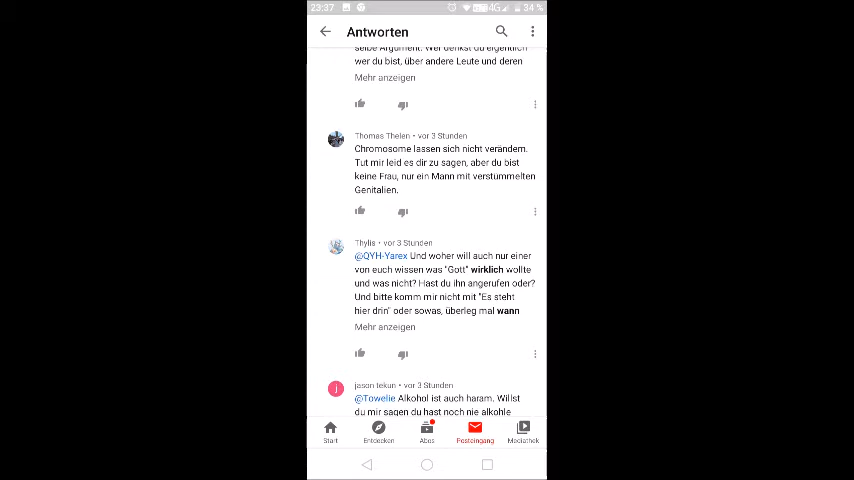 23:37 4G 34 %
Antworten
selbe Argument. Wer denkst du eigentlich
wer du bist, über andere Leute und deren
Mehr anzeigen
Thomas Thelen • vor 3 Stunden
Chromosome lassen sich nicht verändern.
Tut mir leid es dir zu sagen, aber du bist
keine Frau, nur ein Mann mit verstümmelten
Genitalien.
Thylis • vor 3 Stunden
@QYH-Yarex Und woher will auch nur einer
von euch wissen was "Gott" wirklich wollte
und was nicht? Hast du ihn angerufen oder?
Und bitte komm mir nicht mit "Es steht
hier drin" oder sowas, überleg mal wann
Mehr anzeigen
j
jason tekun • vor 3 Stunden
@Towelie Alkohol ist auch haram. Willst
du mir sagen du hast noch nie alkohle
Start Entdecken Abos Posteingang Mediathek